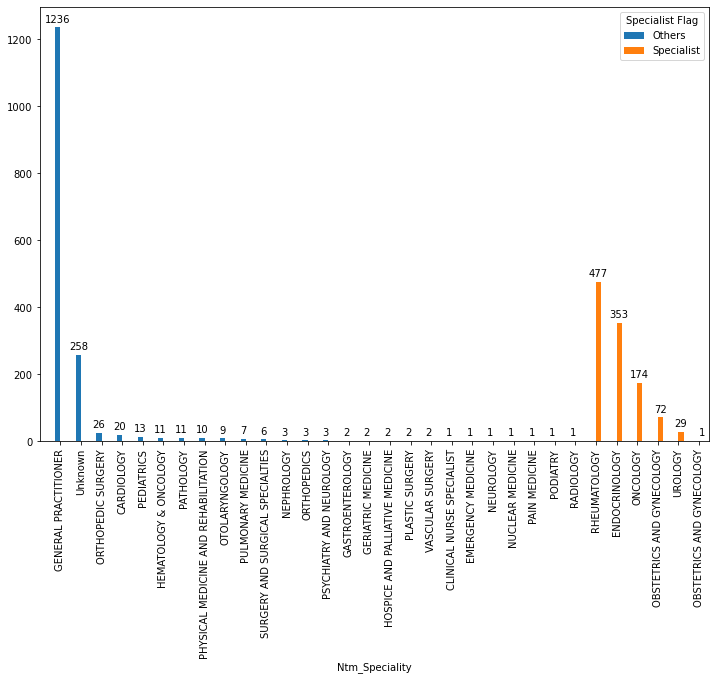 Specialist Flag
Others
Specialist
1200
1000
800
600
400
200
0
1236
258
26
20
13
11
11
10
9
7
6
3
3
3
2
2
2
2
2
1
1
1
1
1
1
1
477
353
174
72
29
1
GENERAL PRACTITIONER
Unknown
ORTHOPEDIC SURGERY
CARDIOLOGY
PEDIATRICS
HEMATOLOGY & ONCOLOGY
PATHOLOGY
PHYSICAL MEDICINE AND REHABILITATION
OTOLARYNGOLOGY
PULMONARY MEDICINE
SURGERY AND SURGICAL SPECIALTIES
NEPHROLOGY
ORTHOPEDICS
PSYCHIATRY AND NEUROLOGY
GASTROENTEROLOGY
GERIATRIC MEDICINE
HOSPICE AND PALLIATIVE MEDICINE
PLASTIC SURGERY
VASCULAR SURGERY
CLINICAL NURSE SPECIALIST
EMERGENCY MEDICINE
NEUROLOGY
NUCLEAR MEDICINE
PAIN MEDICINE
PODIATRY
RADIOLOGY
RHEUMATOLOGY
ENDOCRINOLOGY
ONCOLOGY
OBSTETRICS AND GYNECOLOGY
UROLOGY
OBSTETRICS AND GYNECOLOGY
Ntm_Speciality